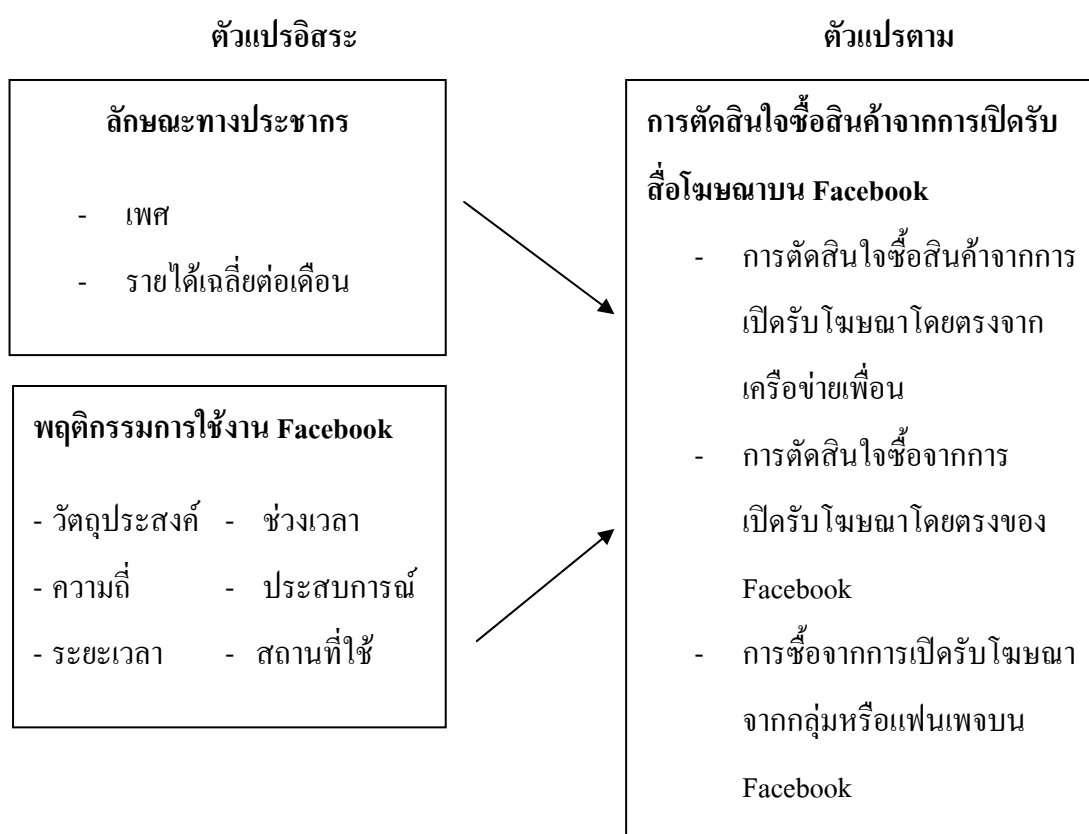 ตัวแปรอิสระ
ตัวแปรตาม
ลักษณะทางประชากร
- เพศ
- รายได้เฉลี่ยต่อเดือน
พฤติกรรมการใช้งาน Facebook
- วัตถุประสงค์ - ช่วงเวลา
- ความถี่ - ประสบการณ์
- ระยะเวลา - สถานที่ใช้
การตัดสินใจซื้อสินค้าจากการเปิดรับ
สื่อโฆษณาบน Facebook
- การตัดสินใจซื้อสินค้าจากการ
เปิดรับโฆษณาโดยตรงจาก
เครือข่ายเพื่อน
- การตัดสินใจซื้อจากการ
เปิดรับโฆษณาโดยตรงของ
Facebook
- การซื้อจากการเปิดรับโฆษณา
จากกลุ่มหรือแฟนเพจบน
Facebook